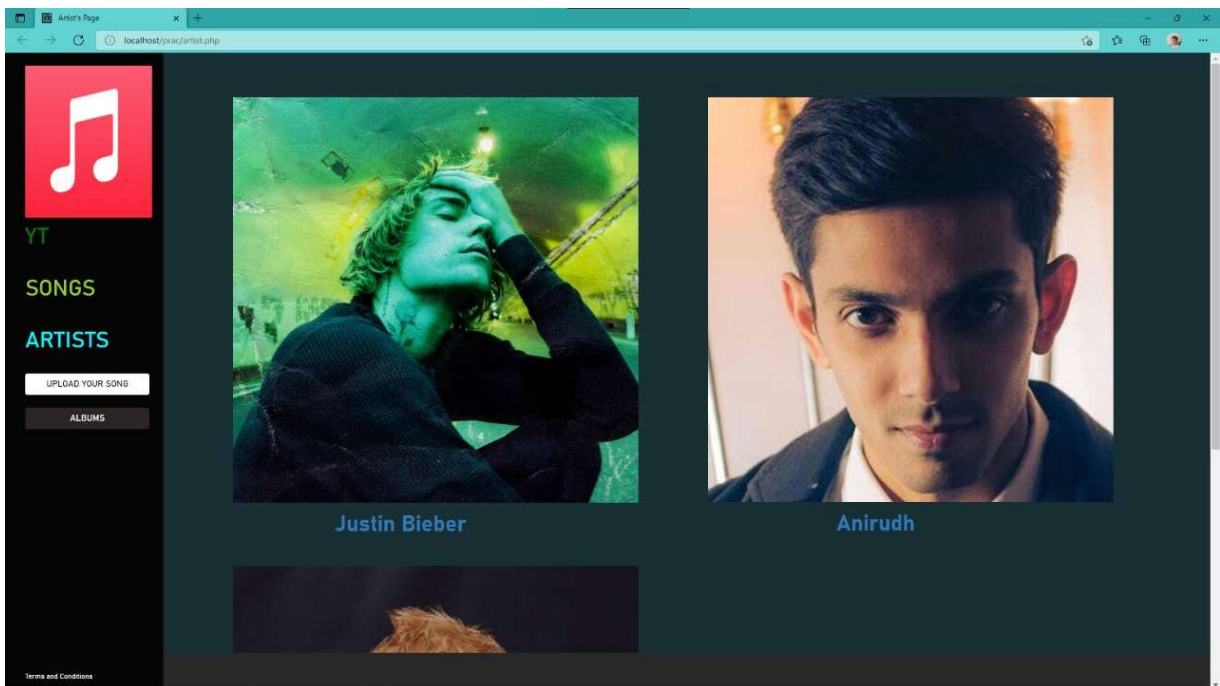 Artist's Page
localhost/prac/artist.php
YT
SONGS
ARTISTS
UPLOAD YOUR SONG
ALBUMS
Justin Bieber
Anirudh
Terms and Conditions